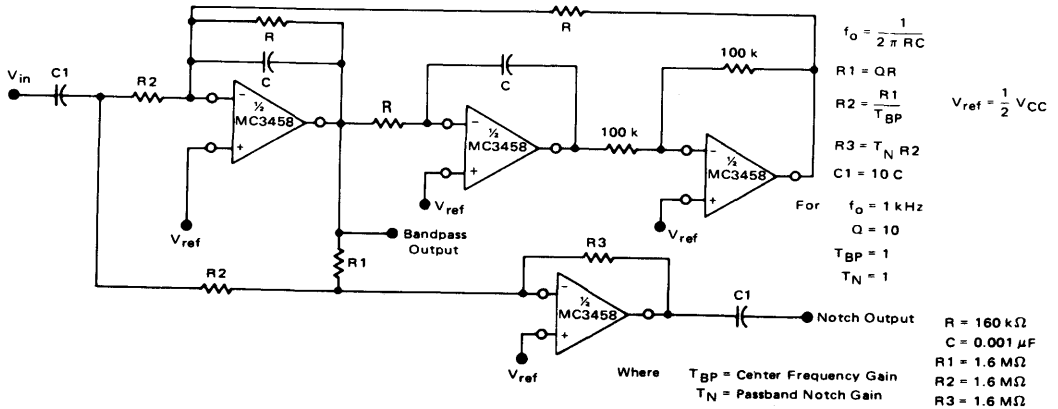 R
R
C
V_in
C1
R2
½
MC3458
V_ref
R
C
½
MC3458
V_ref
100 k
100 k
½
MC3458
V_ref
Bandpass
Output
R1
R2
R3
½
MC3458
V_ref
C1
Notch Output
f_o = 1 / 2 π RC
R1 = QR
R2 = R1 / T_BP
V_ref = 1/2 V_CC
R3 = T_N R2
C1 = 10 C
For f_o = 1 kHz
Q = 10
T_BP = 1
T_N = 1
R = 160 kΩ
C = 0.001 μF
R1 = 1.6 MΩ
R2 = 1.6 MΩ
R3 = 1.6 MΩ
Where T_BP = Center Frequency Gain
T_N = Passband Notch Gain